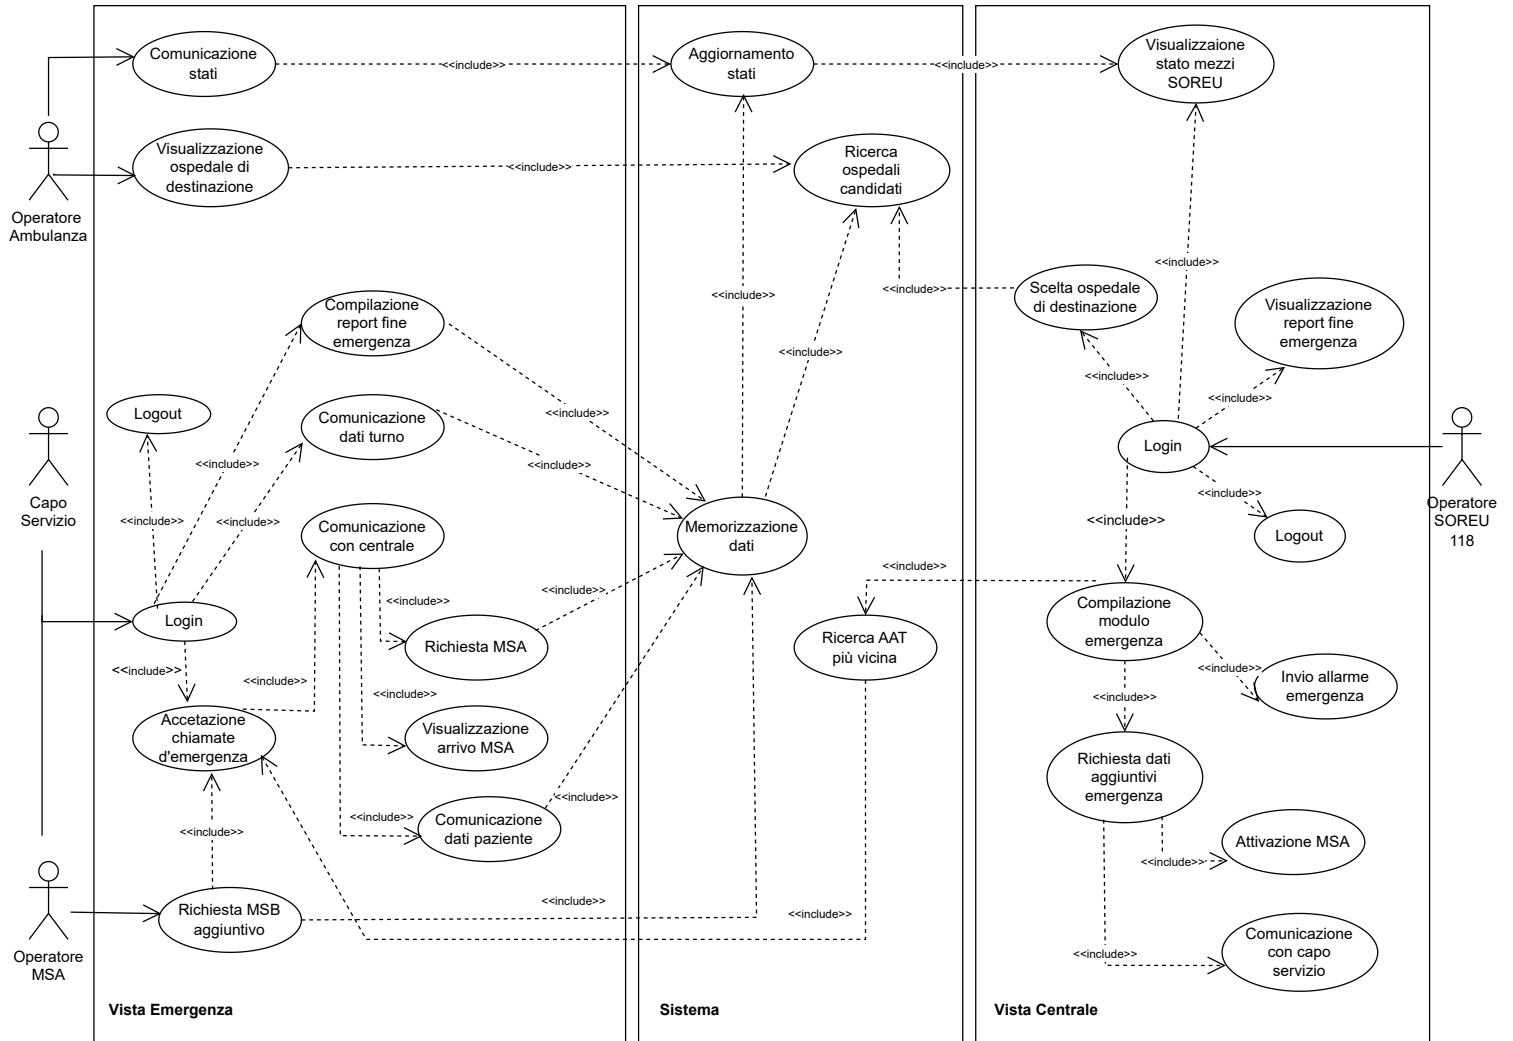 Comunicazione
stati
<<include>>
Aggiornamento
stati
<<include>>
Visualizzaione
stato mezzi
SOREU
Operatore
Ambulanza
Visualizzazione
ospedale di
destinazione
<<include>>
Ricerca
ospedali
candidati
<<include>>
<<include>>
<<include>>
Scelta ospedale
di destinazione
Visualizzazione
report fine
emergenza
Compilazione
report fine
emergenza
<<include>>
<<include>>
<<include>>
Logout
Comunicazione
dati turno
<<include>>
<<include>>
<<include>>
Login
Capo
Servizio
<<include>>
<<include>>
Comunicazione
con centrale
Memorizzazione
dati
<<include>>
<<include>>
Logout
Operatore
SOREU
118
<<include>>
<<include>>
<<include>>
Login
Richiesta MSA
Ricerca AAT
più vicina
Compilazione
modulo
emergenza
<<include>>
<<include>>
<<include>>
<<include>>
<<include>>
Invio allarme
emergenza
Accetazione
chiamate
d'emergenza
Visualizzazione
arrivo MSA
Richiesta dati
aggiuntivi
emergenza
<<include>>
<<include>>
<<include>>
Comunicazione
dati paziente
Attivazione MSA
<<include>>
Richiesta MSB
aggiuntivo
<<include>>
<<include>>
Operatore
MSA
Comunicazione
con capo
servizio
<<include>>
Vista Emergenza
Sistema
Vista Centrale